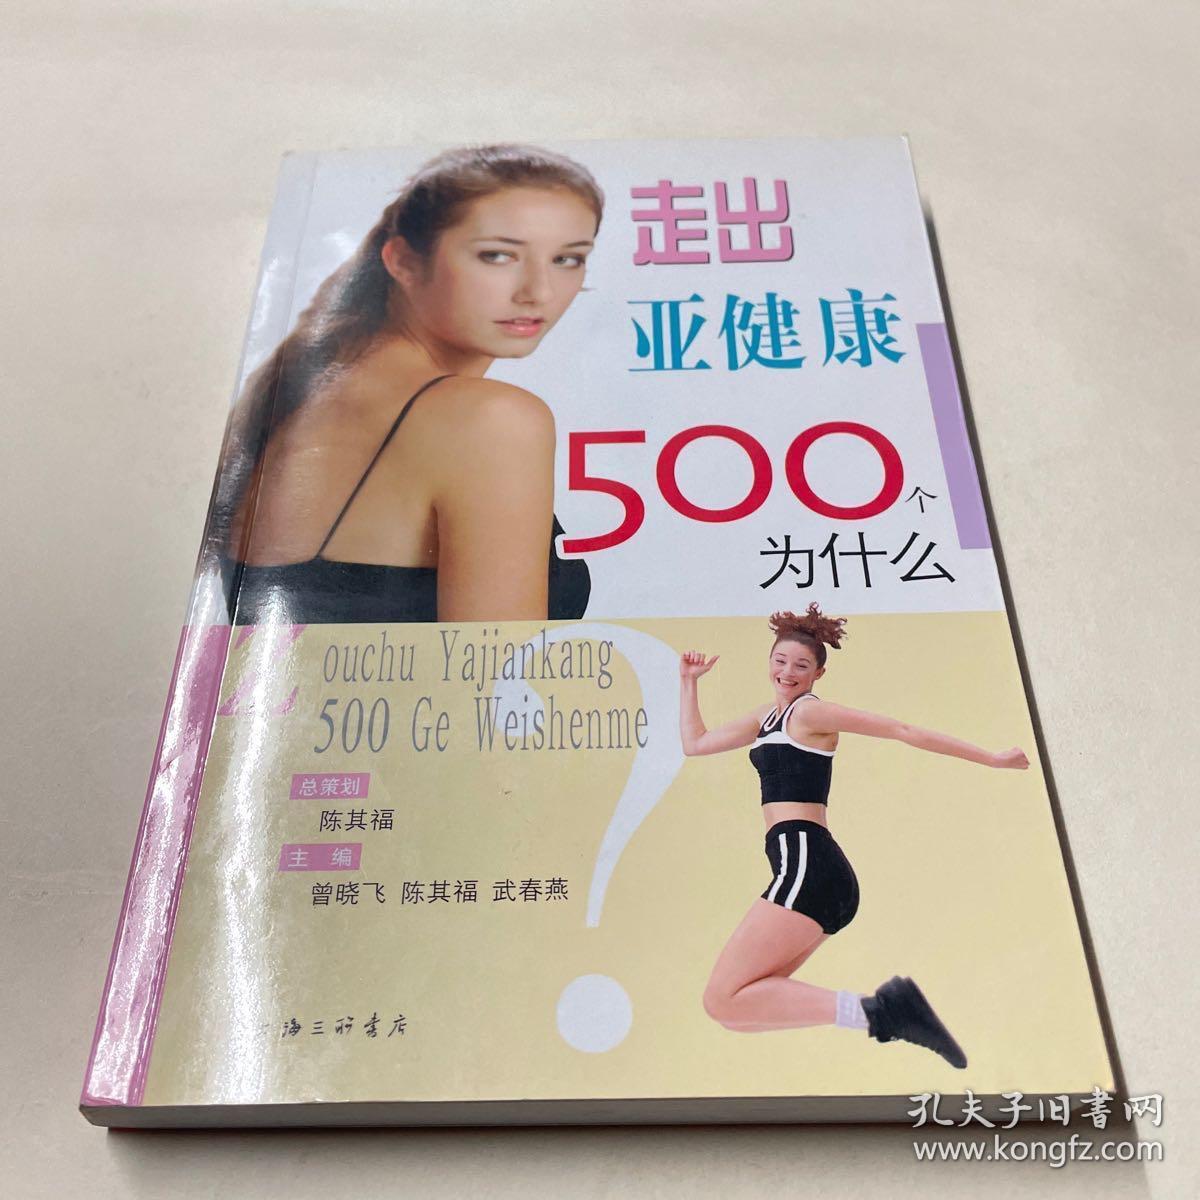 走出
亚健康
500个
为什么
Zouchu Yajiankang
500 Ge Weishenme
总策划
陈其福
主编
曾晓飞 陈其福 武春燕
上海三联书店
?
孔夫子旧书网
www.kongfz.com